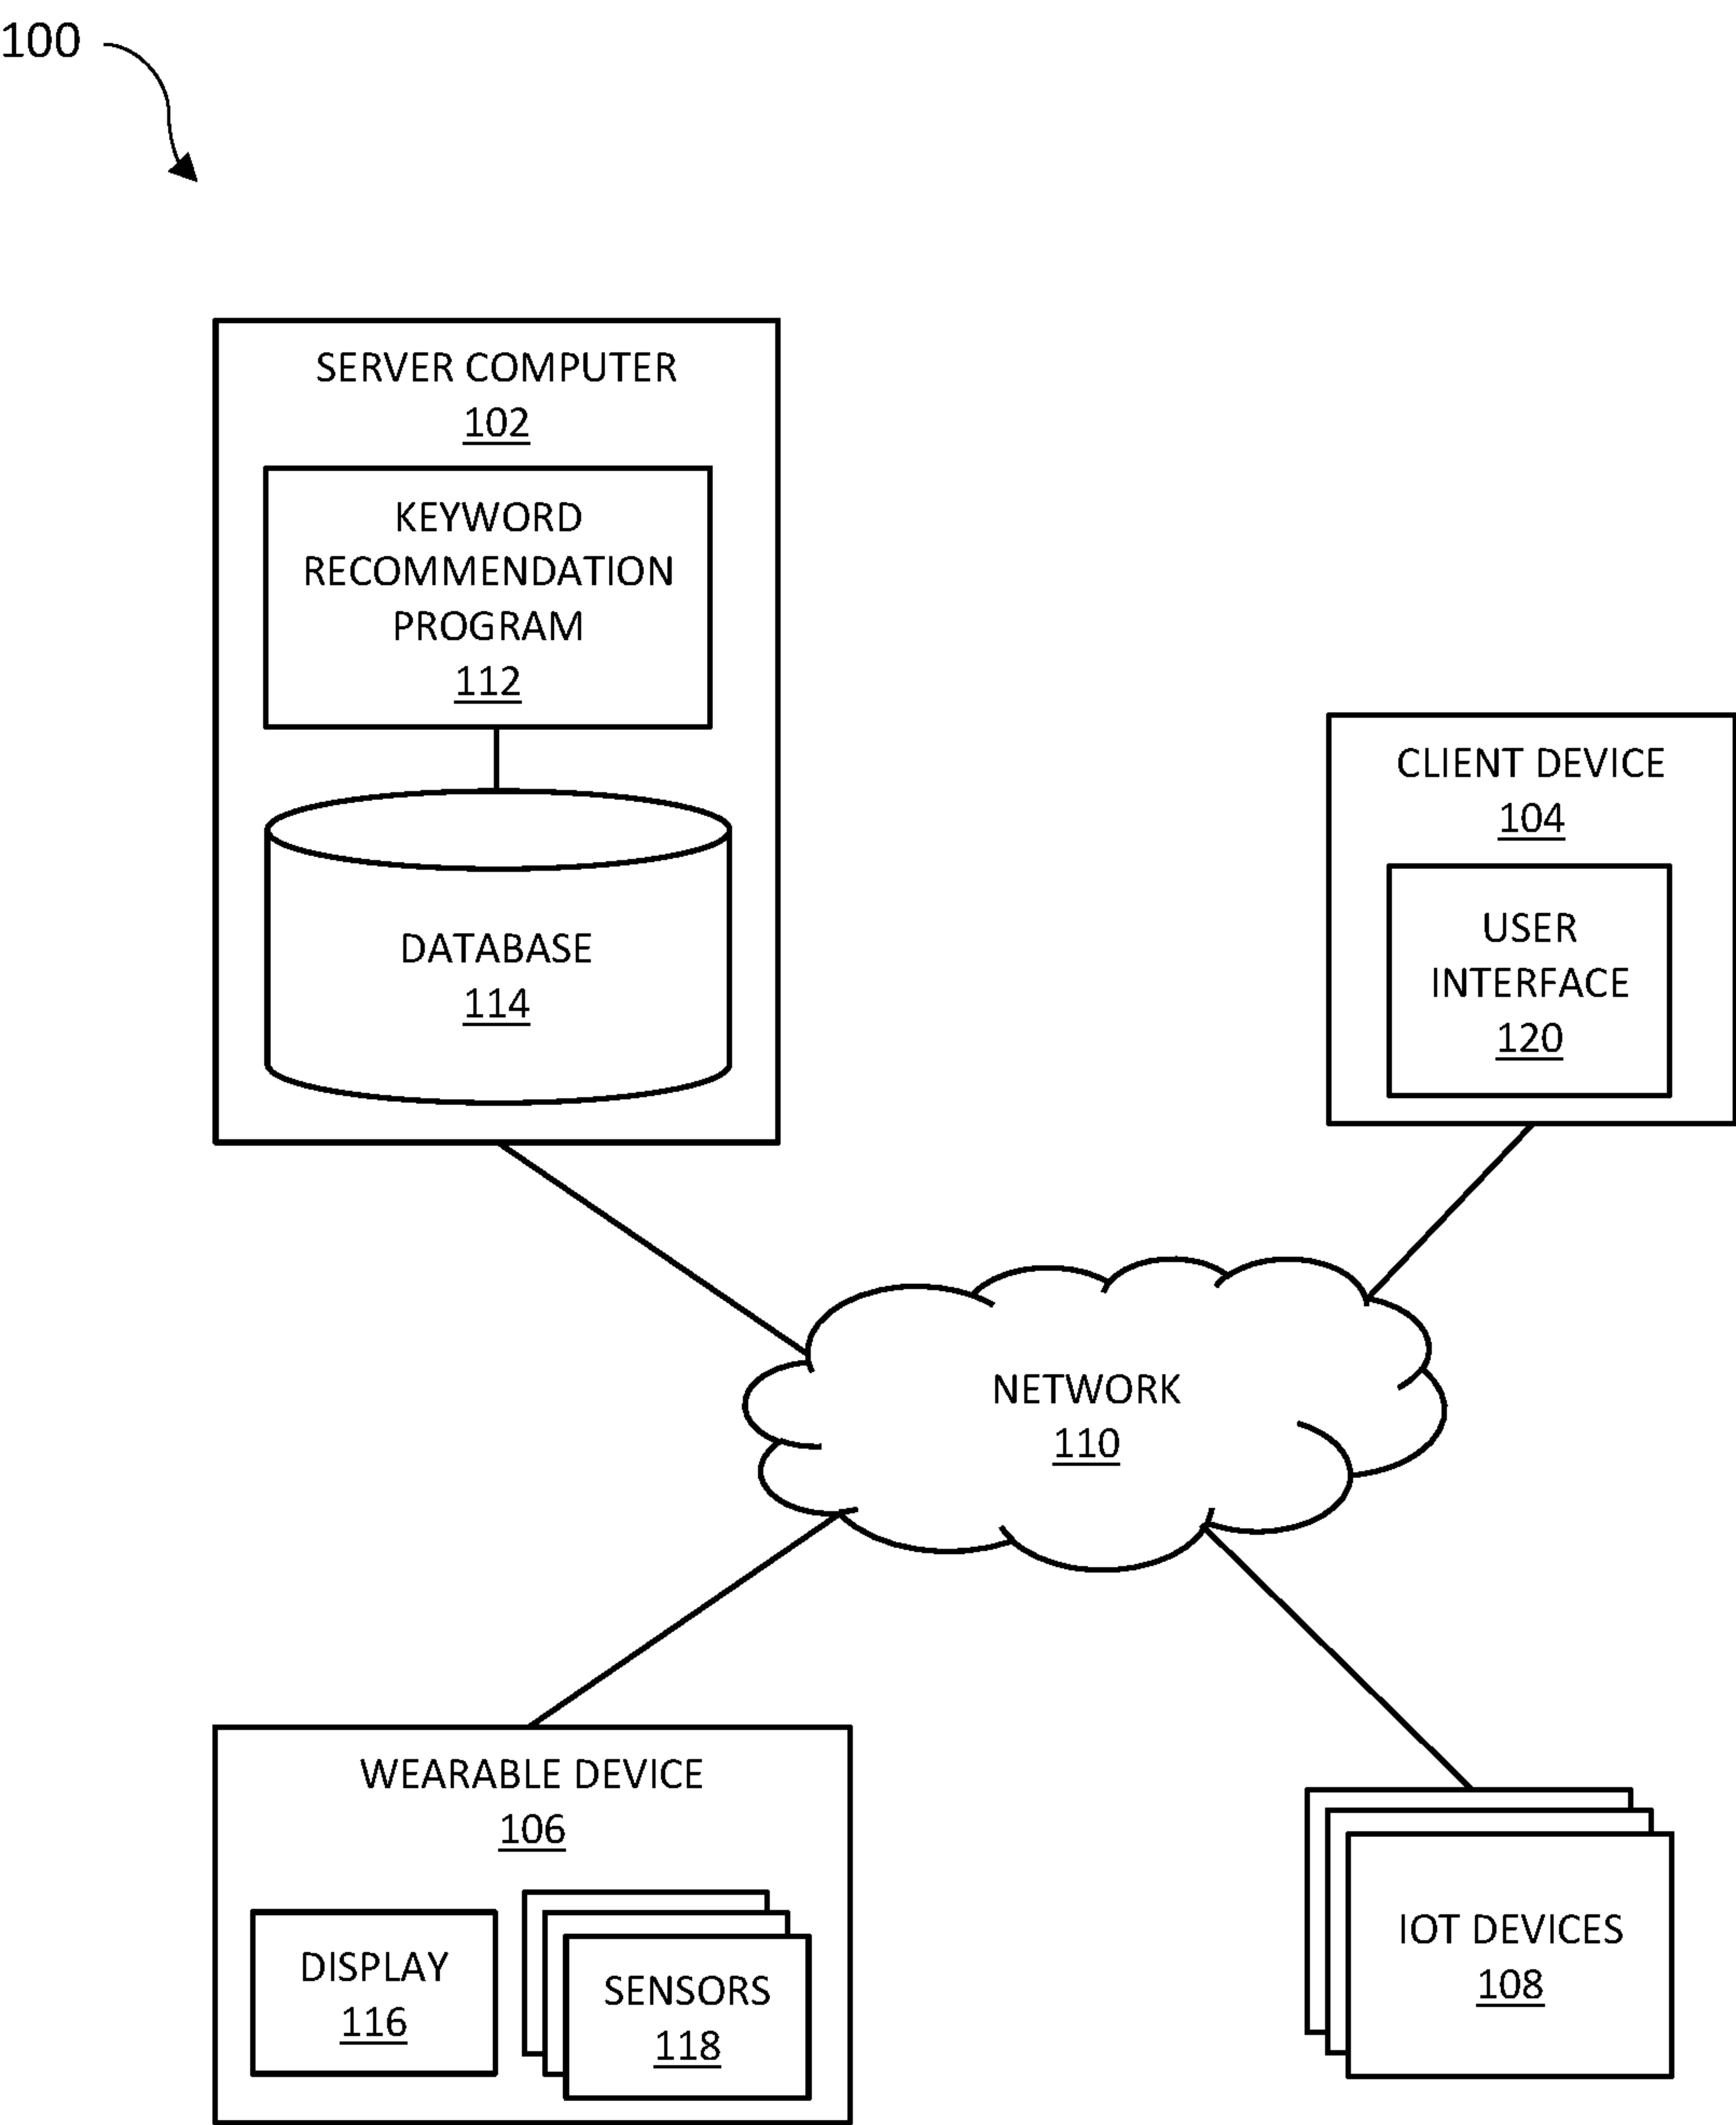 100
SERVER COMPUTER
102
KEYWORD
RECOMMENDATION
PROGRAM
112
DATABASE
114
CLIENT DEVICE
104
USER
INTERFACE
120
NETWORK
110
WEARABLE DEVICE
106
DISPLAY
116
SENSORS
118
IOT DEVICES
108